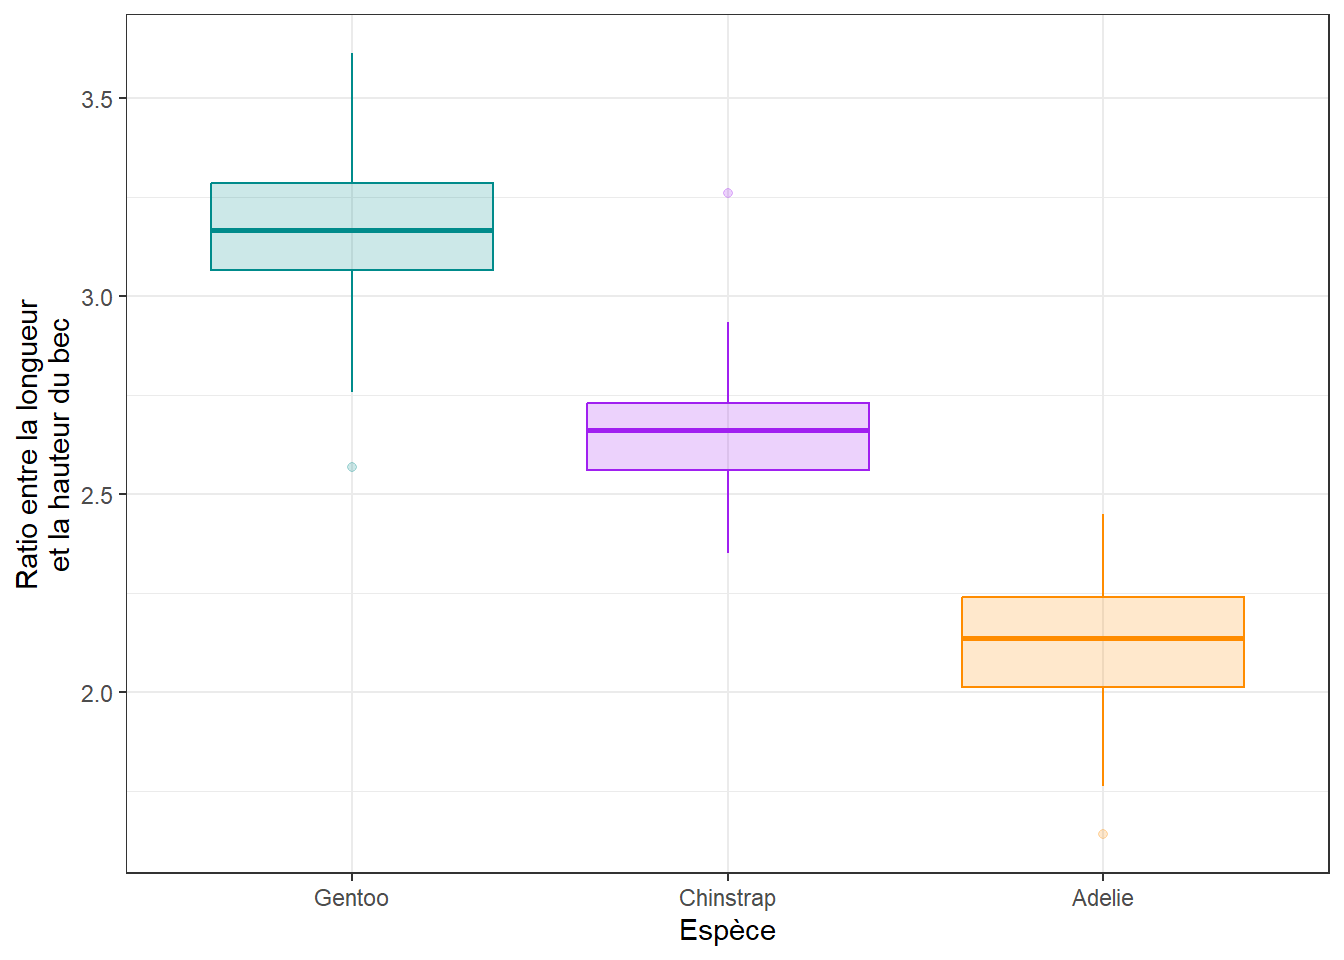 Ratio entre la longueur
et la hauteur du bec
3.5
3.0
2.5
2.0
Gentoo
Chinstrap
Adelie
Espèce